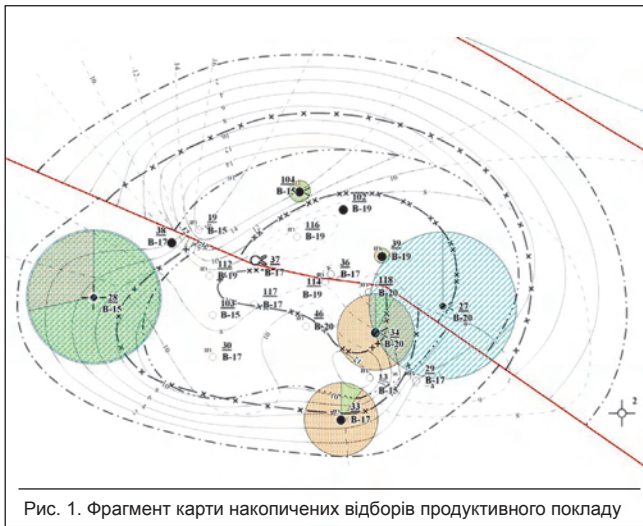 104
В-15
102
В-19
19
В-15
38
В-17
116
В-19
39
В-19
112
В-19
37
В-17
36
В-17
114
В-19
118
В-20
28
В-15
103
В-15
117
В-17
46
В-20
27
В-20
34
В-20
30
В-17
13
В-15
29
В-17
33
В-17
2
Рис. 1. Фрагмент карти накопичених відборів продуктивного покладу